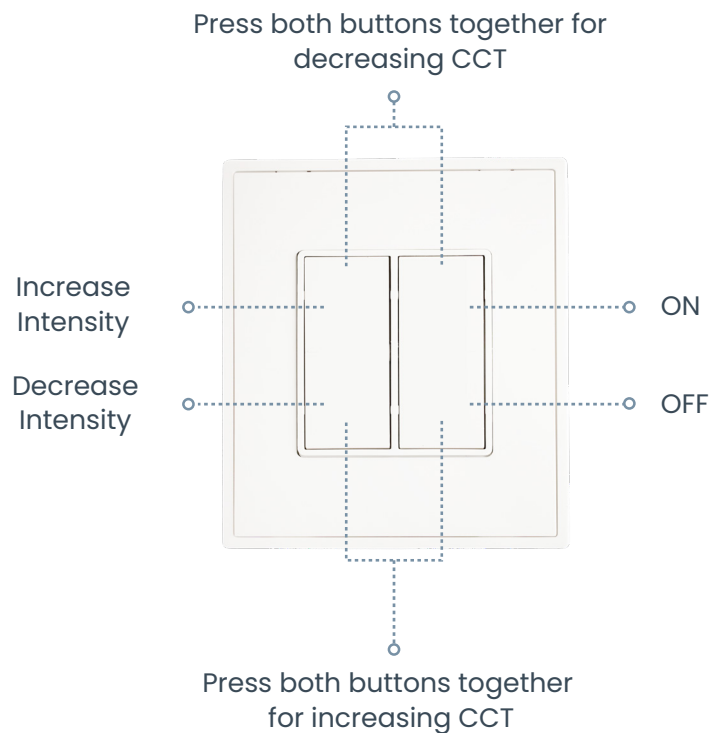 Press both buttons together for
decreasing CCT
Increase
Intensity
ON
Decrease
Intensity
OFF
Press both buttons together
for increasing CCT